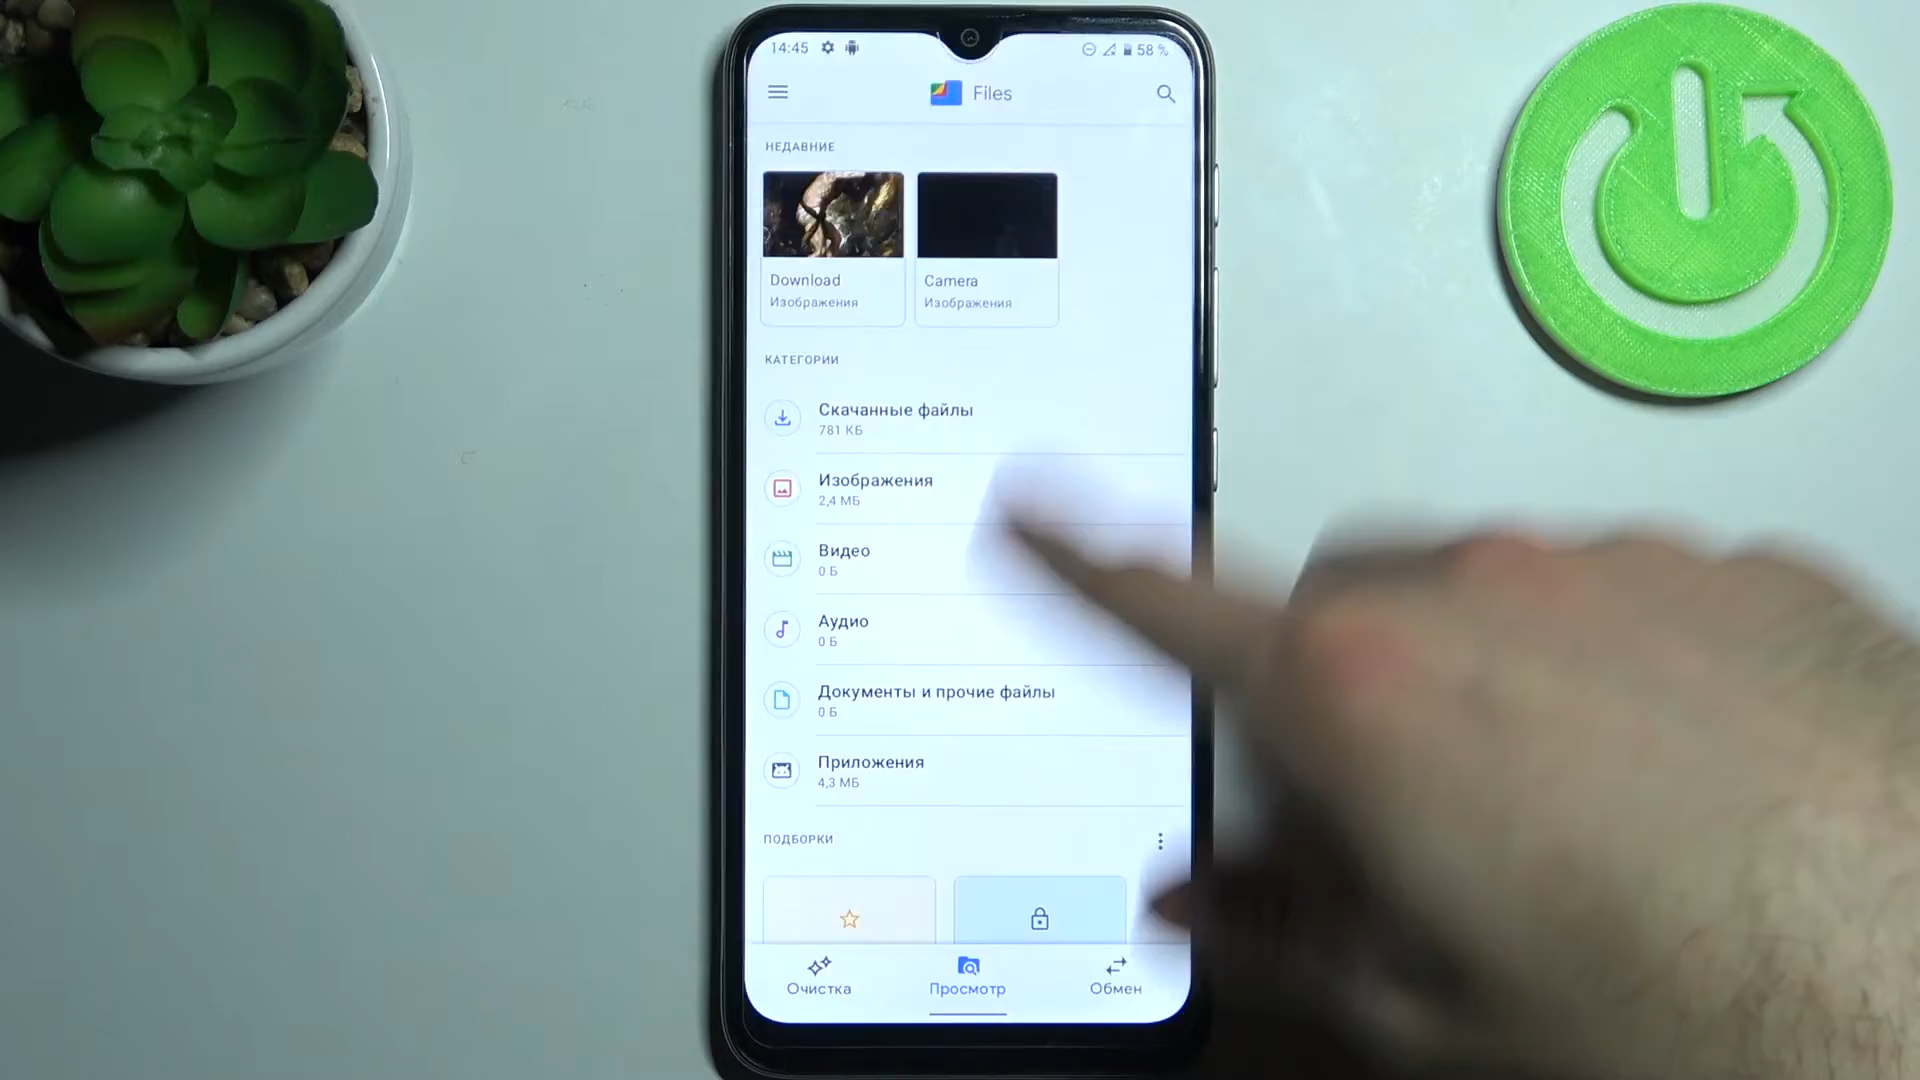 14:45 58 %
Files
НЕДАВНИЕ
Download Camera
Изображения Изображения
КАТЕГОРИИ
Скачанные файлы
781 КБ
Изображения
2,4 МБ
Видео
0 Б
Аудио
0 Б
Документы и прочие файлы
0 Б
Приложения
4,3 МБ
ПОДБОРКИ
Очистка Просмотр Обмен